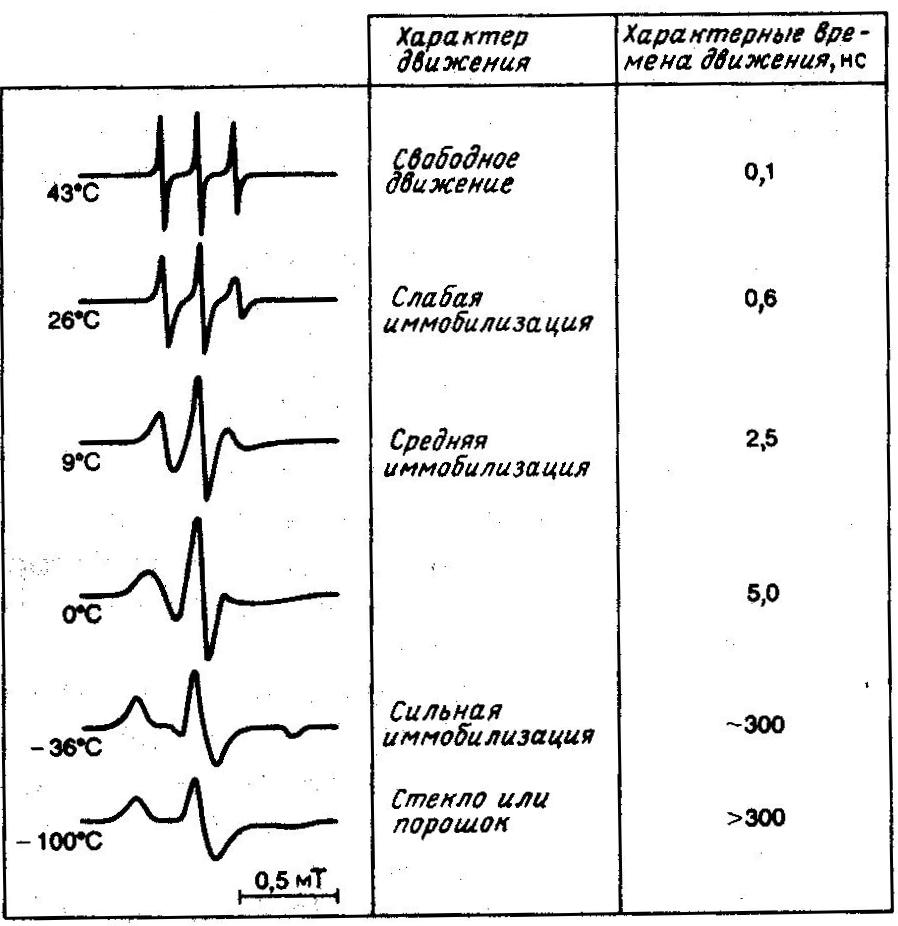 Характер
движения
Характерные вре-
мена движения, нс
43°C
Свободное
движение
0,1
26°C
Слабая
иммобилизация
0,6
9°C
Средняя
иммобилизация
2,5
0°C
5,0
–36°C
Сильная
иммобилизация
~300
–100°C
Стекло или
порошок
>300
0,5 мТ